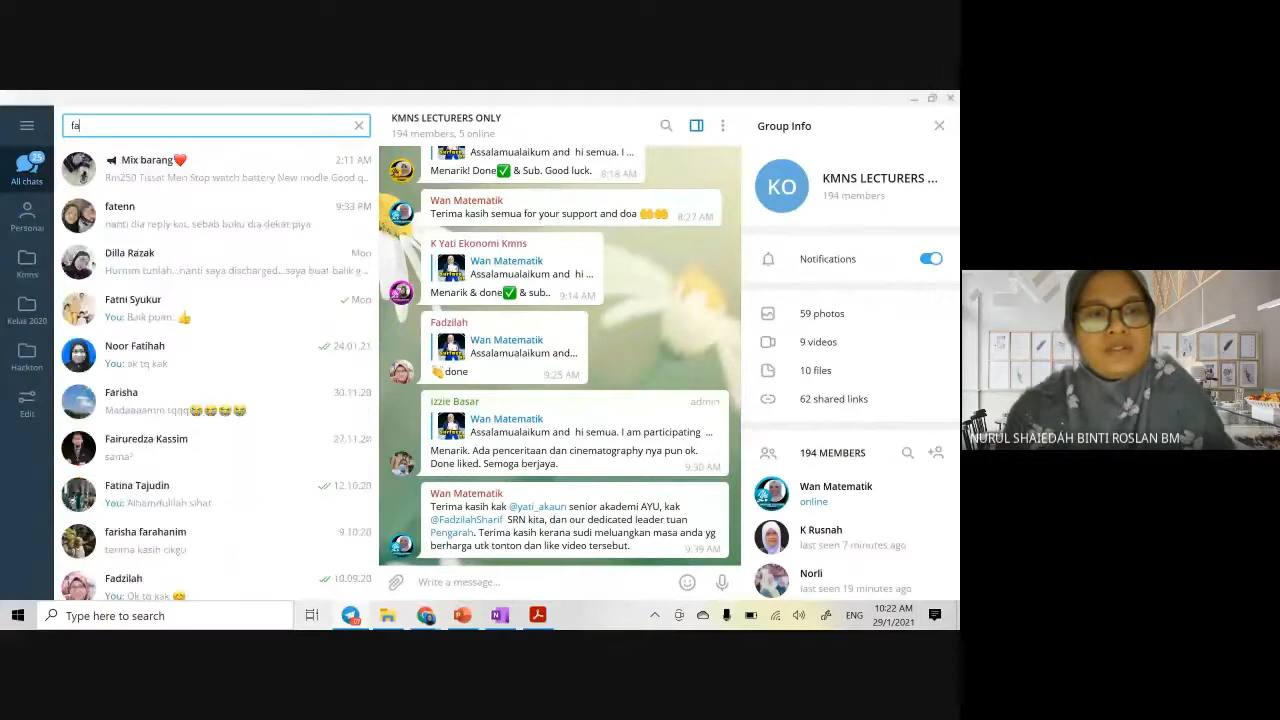 fa
All chats
25
Personal
Kmns
Kelas 2020
Hackton
Edit
Mix barang❤️ 2:11 AM
Rm250 Tissat Men Stop watch battery New modle Good q...
fatenn 9:33 PM
nanti dia reply kot, sebab buku dia dekat piya
Dilla Razak Mon
Hurmm tunlah...nanti saya discharged...saya buat balik g...
Fatni Syukur Mon
You: Baik puan..👍
Noor Fatihah 24.01.21
You: ok tq kak
Farisha 30.11.20
Madaaaamm tqqq😭😭😭😭
Fairuredza Kassim 27.11.20
sama²
Fatina Tajudin 12.10.20
You: Alhamfulillah sihat
farisha farahanim 9.10.20
terima kasih cikgu
Fadzilah 10.09.20
You: Ok tq kak
KMNS LECTURERS ONLY
194 members, 5 online
Assalamualaikum and hi semua. I ...
Menarik! Done✅ & Sub. Good luck. 8:18 AM
Wan Matematik
Terima kasih semua for your support and doa 🤲🤲 8:27 AM
K Yati Ekonomi Kmns
Wan Matematik
Assalamualaikum and hi ...
Menarik & done✅ & sub.. 9:14 AM
Fadzilah
Wan Matematik
Assalamualaikum and...
👏done 9:25 AM
Izzie Basar admin
Wan Matematik
Assalamualaikum and hi semua. I am participating ...
Menarik. Ada penceritaan dan cinematography nya pun ok.
Done liked. Semoga berjaya. 9:30 AM
Wan Matematik
Terima kasih kak @yati_akaun senior akademi AYU, kak
@FadzilahSharif SRN kita, dan our dedicated leader tuan
Pengarah. Terima kasih kerana sudi meluangkan masa anda yg
berharga utk tonton dan like video tersebut. 9:39 AM
Write a message...
Group Info
KO
KMNS LECTURERS ...
194 members
Notifications
59 photos
9 videos
10 files
62 shared links
194 MEMBERS
Wan Matematik
online
K Rusnah
last seen 7 minutes ago
Norli
last seen 19 minutes ago
NURUL SHAIEDAH BINTI ROSLAN BM
Type here to search
ENG
10:22 AM
29/1/2021